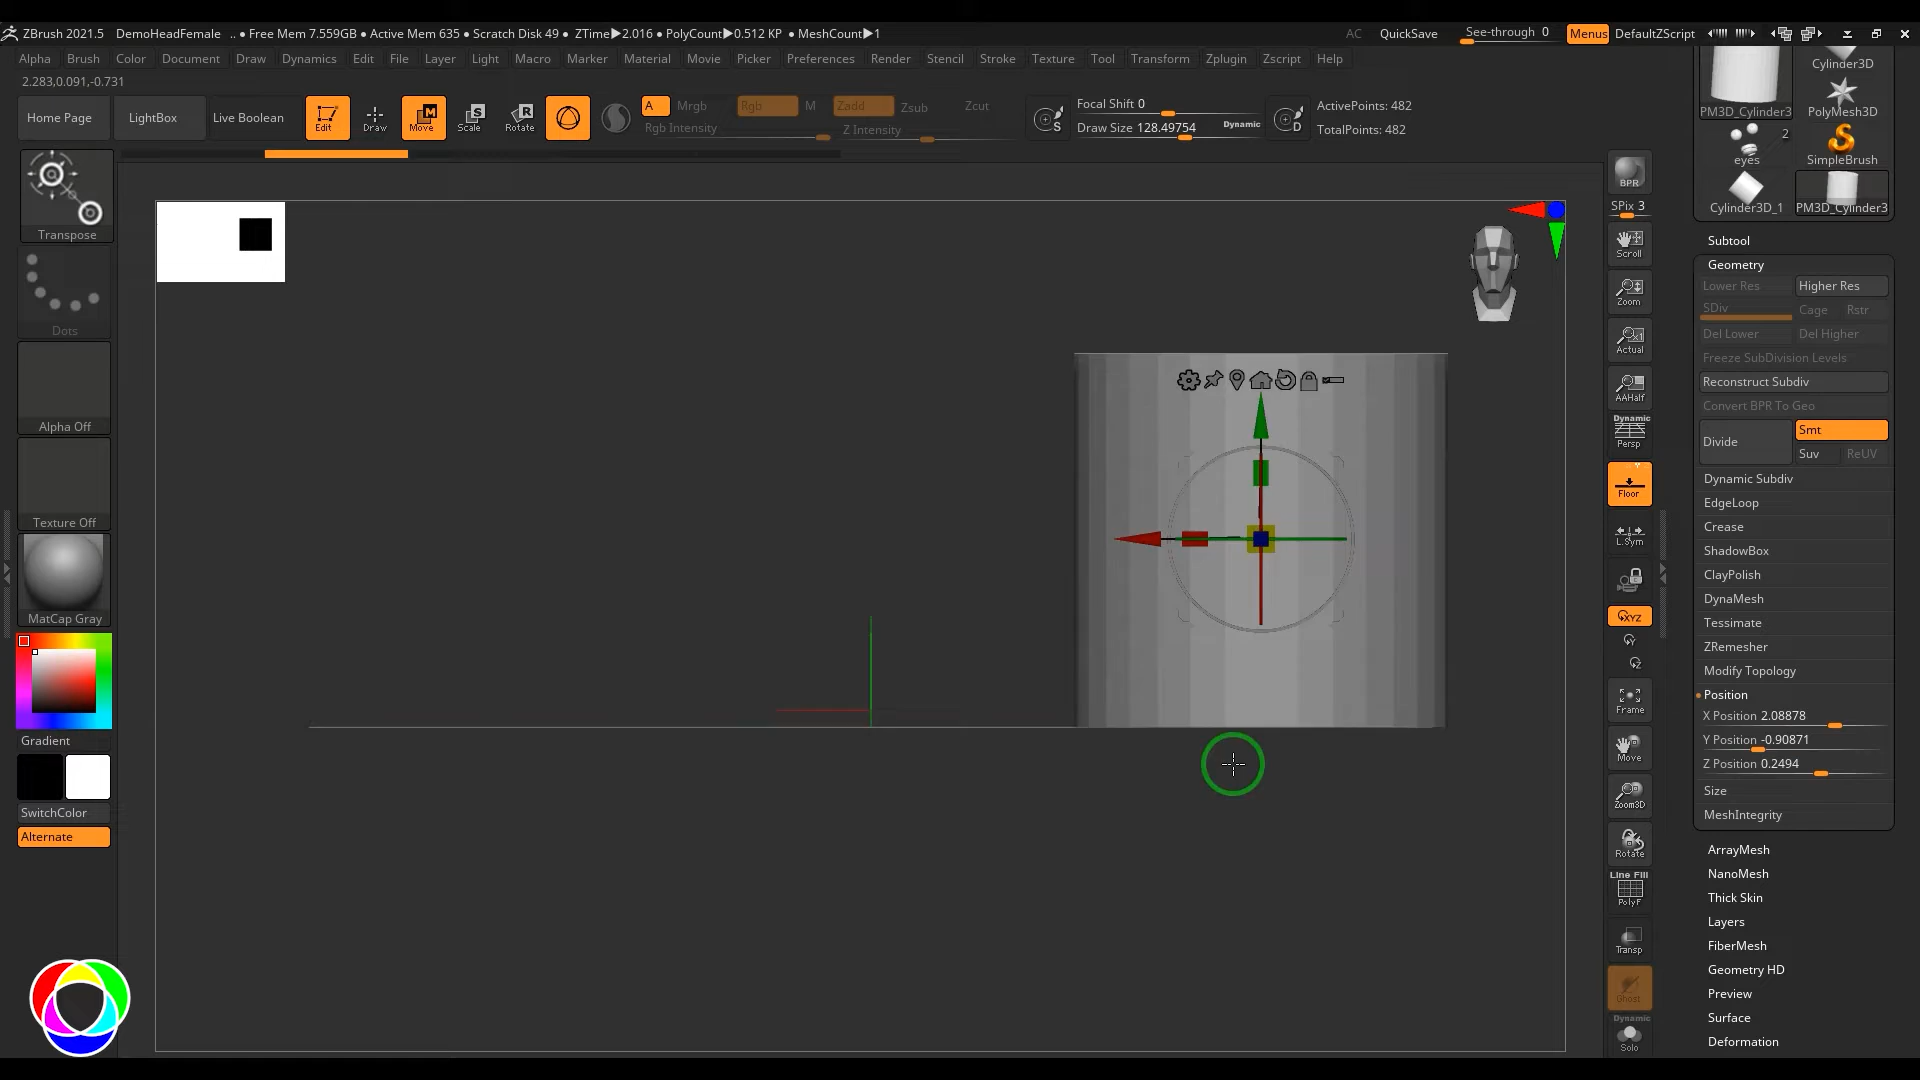 ZBrush 2021.5 DemoHeadFemale .. ● Free Mem 7.559GB ● Active Mem 635 ● Scratch Disk 49 ● ZTime▶2.016 ● PolyCount▶0.512 KP ● MeshCount▶1 AC QuickSave See-through 0 Menus DefaultZScript
Alpha Brush Color Document Draw Dynamics Edit File Layer Light Macro Marker Material Movie Picker Preferences Render Stencil Stroke Texture Tool Transform Zplugin Zscript Help
2.283,0.091,-0.731
Home Page LightBox Live Boolean Edit Draw Move Scale Rotate
A Mrgb Rgb M Zadd Zsub Zcut
Rgb Intensity Z Intensity
S Focal Shift 0
Draw Size 128.49754 Dynamic
D ActivePoints: 482
TotalPoints: 482
Transpose
Dots
Alpha Off
Texture Off
MatCap Gray
Gradient
SwitchColor
Alternate
BPR
SPix 3
Scroll
Zoom
Actual
AAHalf
Dynamic
Persp
Floor
L.Sym
XYZ
Y
Z
Frame
Move
Zoom3D
Rotate
Line Fill
PolyF
Transp
Ghost
Dynamic
Solo
Cylinder3D
PM3D_Cylinder3 PolyMesh3D
2
eyes SimpleBrush
Cylinder3D_1 PM3D_Cylinder3
Subtool
Geometry
Lower Res Higher Res
SDiv Cage Rstr
Del Lower Del Higher
Freeze SubDivision Levels
Reconstruct Subdiv
Convert BPR To Geo
Divide Smt
Suv ReUV
Dynamic Subdiv
EdgeLoop
Crease
ShadowBox
ClayPolish
DynaMesh
Tessimate
ZRemesher
Modify Topology
Position
X Position 2.08878
Y Position -0.90871
Z Position 0.2494
Size
MeshIntegrity
ArrayMesh
NanoMesh
Thick Skin
Layers
FiberMesh
Geometry HD
Preview
Surface
Deformation